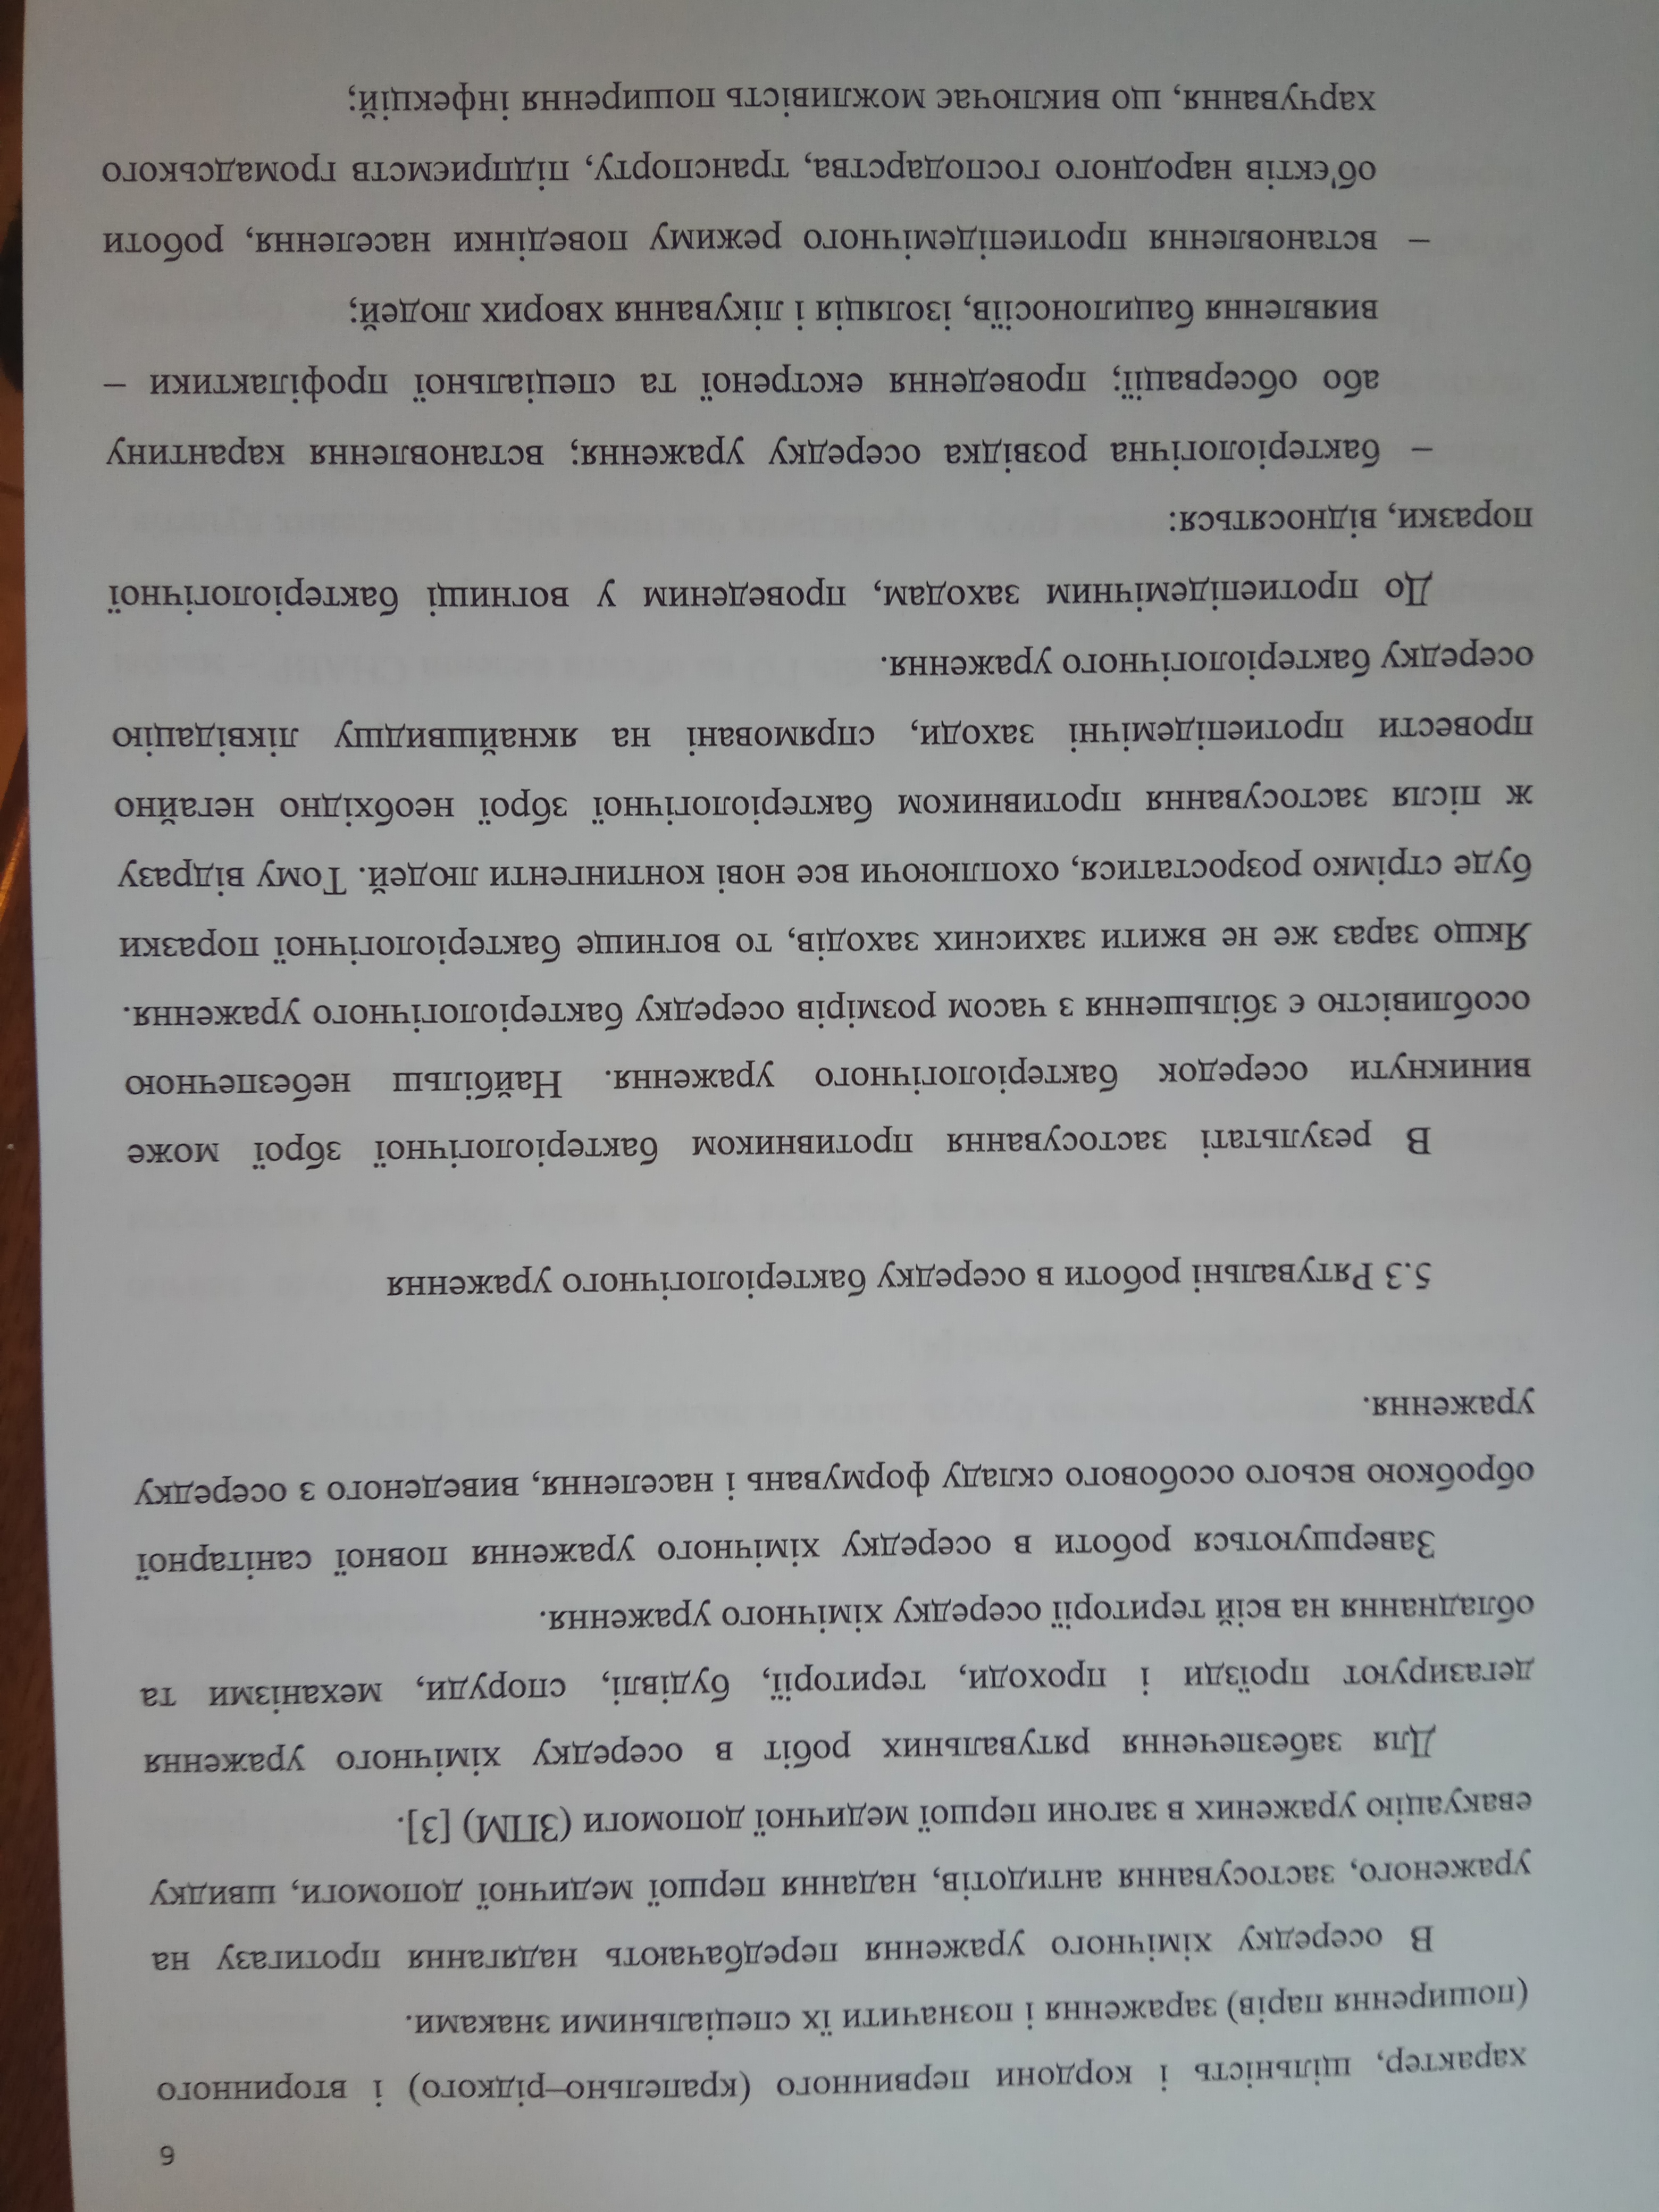 6
характер, щільність і кордони первинного (крапельно–рідкого) і вторинного
(поширення парів) зараження і позначити їх спеціальними знаками.
В осередку хімічного ураження передбачають надягання протигазу на
ураженого, застосування антидотів, надання першої медичної допомоги, швидку
евакуацію уражених в загони першої медичної допомоги (ЗПМ) [3].
Для забезпечення рятувальних робіт в осередку хімічного ураження
дегазируют проїзди і проходи, території, будівлі, споруди, механізми та
обладнання на всій території осередку хімічного ураження.
Завершуються роботи в осередку хімічного ураження повної санітарної
обробкою всього особового складу формувань і населення, виведеного з осередку
ураження.
5.3 Рятувальні роботи в осередку бактеріологічного ураження
В результаті застосування противником бактеріологічної зброї може
виникнути осередок бактеріологічного ураження. Найбільш небезпечною
особливістю є збільшення з часом розмірів осередку бактеріологічного ураження.
Якщо зараз же не вжити захисних заходів, то вогнище бактеріологічної поразки
буде стрімко розростатися, охоплюючи все нові контингенти людей. Тому відразу
ж після застосування противником бактеріологічної зброї необхідно негайно
провести протиепідемічні заходи, спрямовані на якнайшвидшу ліквідацію
осередку бактеріологічного ураження.
До протиепідемічним заходам, проведеним у вогнищі бактеріологічної
поразки, відносяться:
– бактеріологічна розвідка осередку ураження; встановлення карантину
або обсервації; проведення екстреної та спеціальної профілактики –
виявлення бацилоносіїв, ізоляція і лікування хворих людей;
– встановлення протиепідемічного режиму поведінки населення, роботи
об'єктів народного господарства, транспорту, підприємств громадського
харчування, що виключає можливість поширення інфекцій;